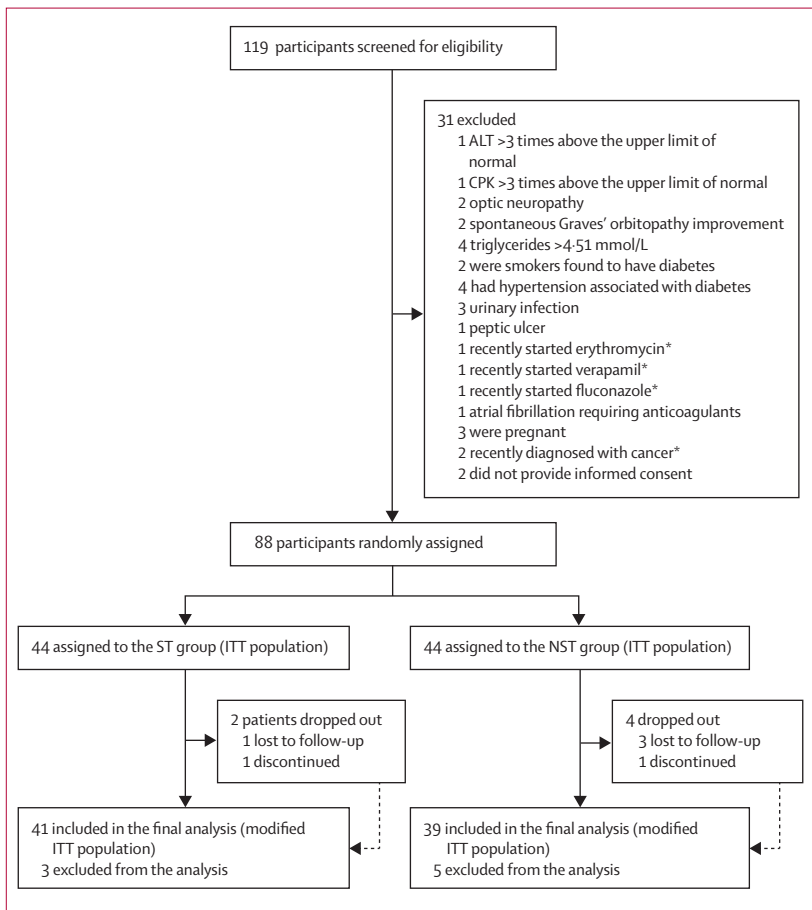 119 participants screened for eligibility
31 excluded
1 ALT >3 times above the upper limit of
normal
1 CPK >3 times above the upper limit of normal
2 optic neuropathy
2 spontaneous Graves’ orbitopathy improvement
4 triglycerides >4·51 mmol/L
2 were smokers found to have diabetes
4 had hypertension associated with diabetes
3 urinary infection
1 peptic ulcer
1 recently started erythromycin*
1 recently started verapamil*
1 recently started fluconazole*
1 atrial fibrillation requiring anticoagulants
3 were pregnant
2 recently diagnosed with cancer*
2 did not provide informed consent
88 participants randomly assigned
44 assigned to the ST group (ITT population)
44 assigned to the NST group (ITT population)
2 patients dropped out
1 lost to follow-up
1 discontinued
4 dropped out
3 lost to follow-up
1 discontinued
41 included in the final analysis (modified
ITT population)
3 excluded from the analysis
39 included in the final analysis (modified
ITT population)
5 excluded from the analysis